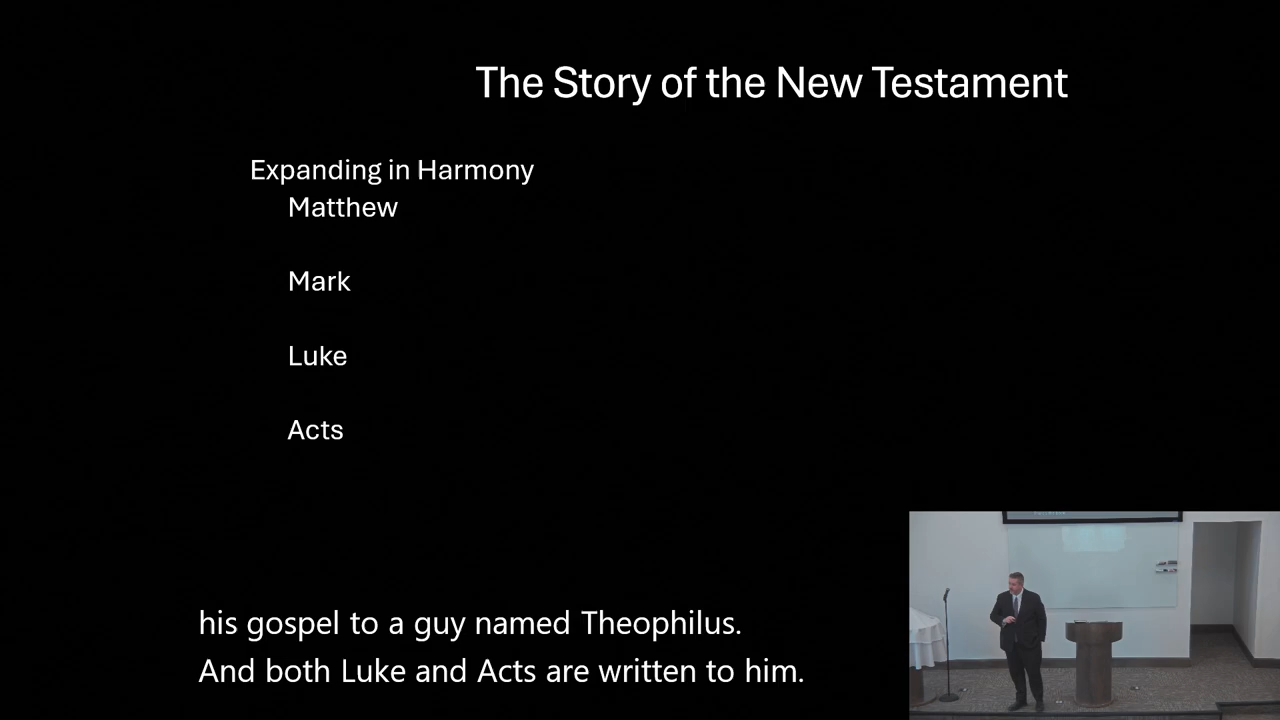 The Story of the New Testament
Expanding in Harmony
Matthew
Mark
Luke
Acts
his gospel to a guy named Theophilus.
And both Luke and Acts are written to him.